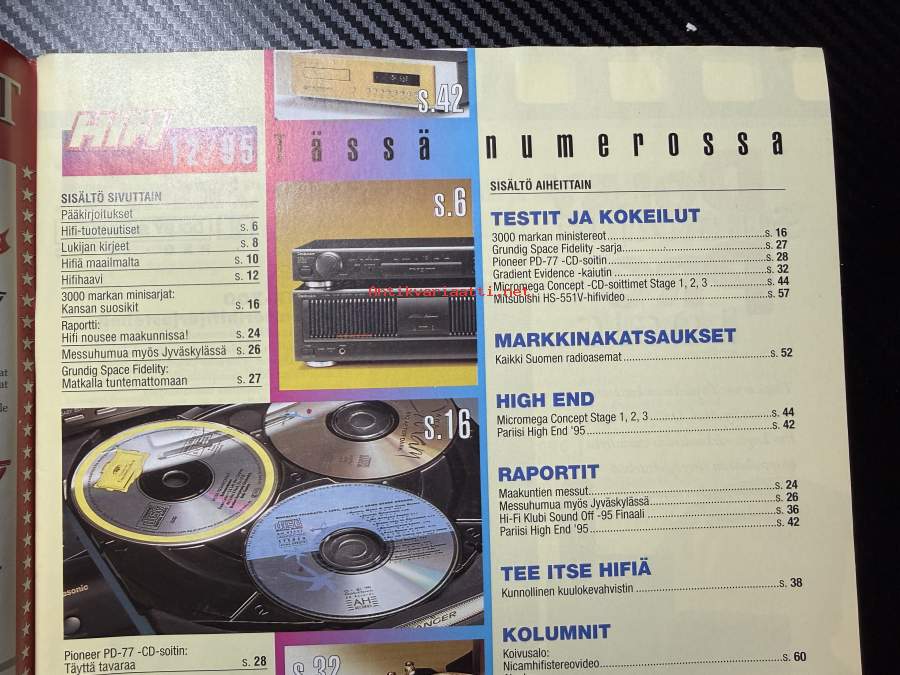 HIFI
12/95
Tässä numerossa
SISÄLTÖ SIVUTTAIN
Pääkirjoitukset
Hifi-tuoteuutiset s. 6
Lukijan kirjeet s. 8
Hifiä maailmalta s. 10
Hifihaavi s. 12
3000 markan minisarjat:
Kansan suosikit s. 16
Raportti:
Hifi nousee maakunnissa! s. 24
Messuhumua myös Jyväskylässä s. 26
Grundig Space Fidelity:
Matkalla tuntemattomaan s. 27
Pioneer PD-77 -CD-soitin:
Täyttä tavaraa s. 28
s.42
s.6
s.16
s.32
SISÄLTÖ AIHEITTAIN
TESTIT JA KOKEILUT
3000 markan ministereot s. 16
Grundig Space Fidelity -sarja s. 27
Pioneer PD-77 -CD-soitin s. 28
Gradient Evidence -kaiutin s. 32
Micromega Concept -CD-soittimet Stage 1, 2, 3 s. 44
Mitsubishi HS-551V-hifivideo s. 57
MARKKINAKATSAUKSET
Kaikki Suomen radioasemat s. 52
HIGH END
Micromega Concept Stage 1, 2, 3 s. 44
Pariisi High End '95 s. 42
RAPORTIT
Maakuntien messut s. 24
Messuhumua myös Jyväskylässä s. 26
Hi-Fi Klubi Sound Off -95 Finaali s. 36
Pariisi High End '95 s. 42
TEE ITSE HIFIÄ
Kunnollinen kuulokevahvistin s. 38
KOLUMNIT
Koivusalo:
Nicamhifistereovideo s. 60
Antikvariaatti.net